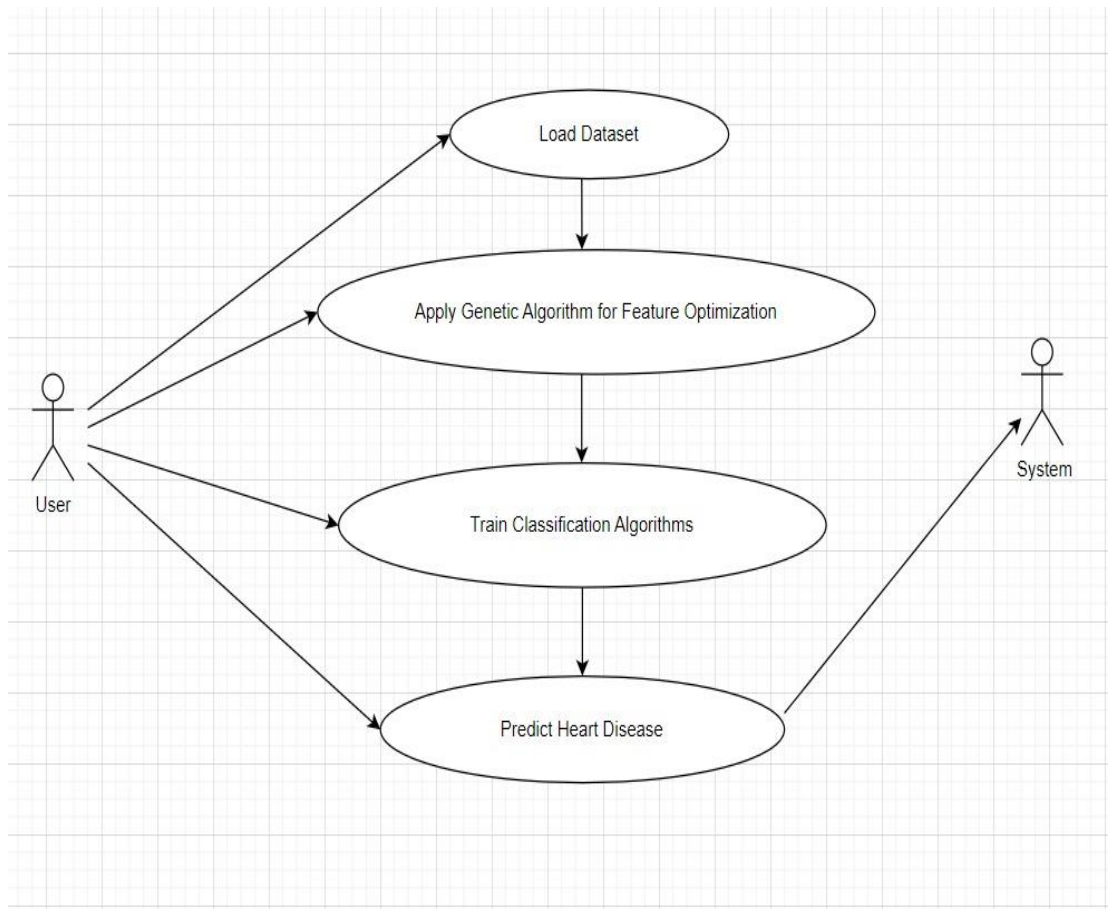 Load Dataset
Apply Genetic Algorithm for Feature Optimization
Train Classification Algorithms
Predict Heart Disease
User
System